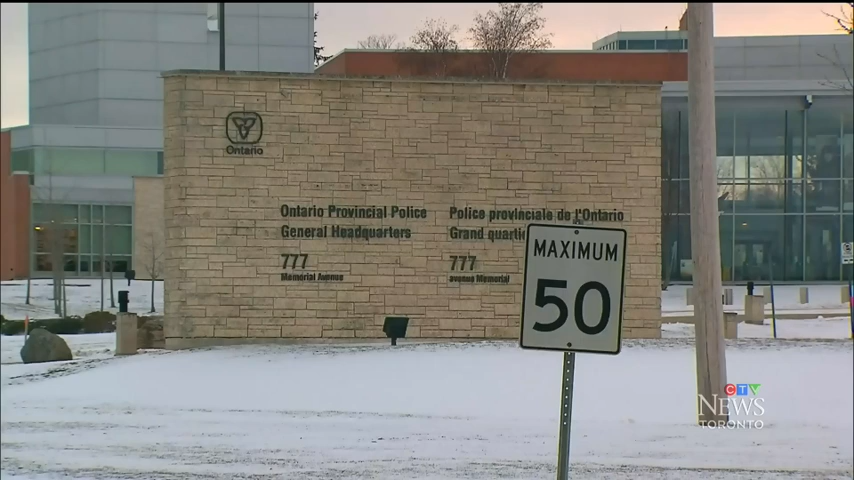 Ontario
Ontario Provincial Police
General Headquarters
777
Memorial Avenue
Police provinciale de l'Ontario
Grand
777
avenue Memorial
MAXIMUM
50
CTV
NEWS
TORONTO